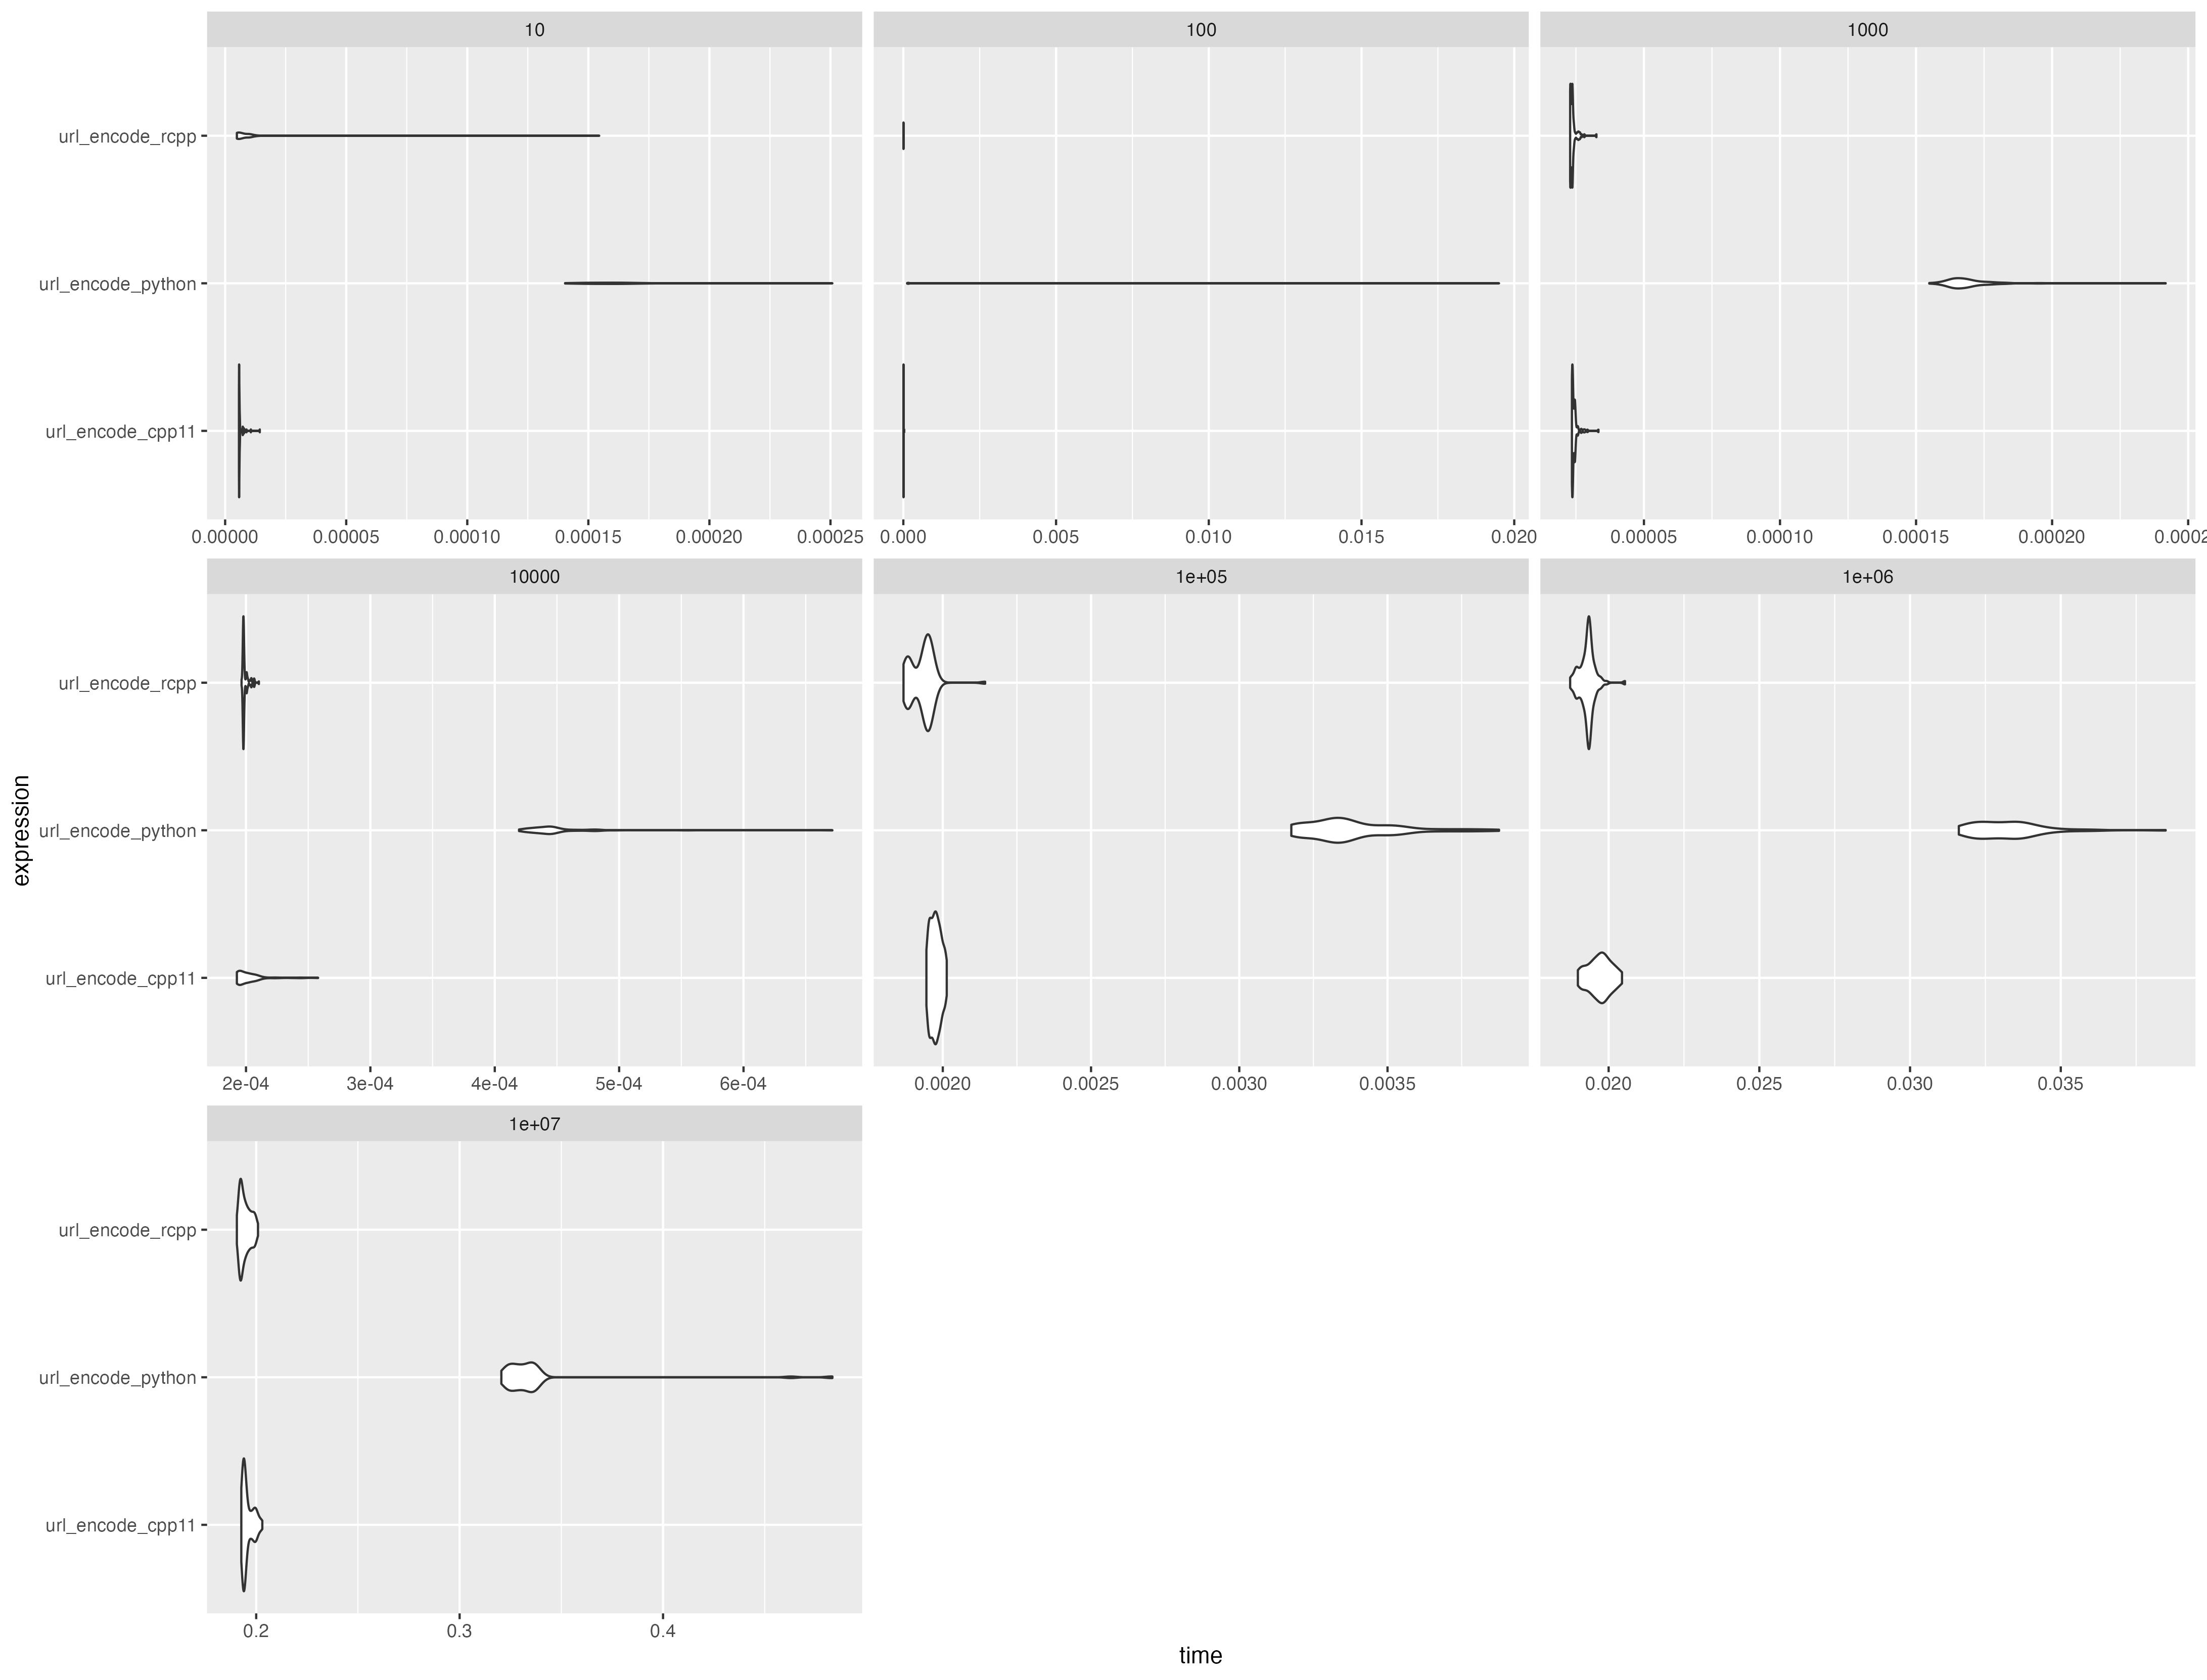 10 100 1000
url_encode_rcpp
url_encode_python
url_encode_cpp11
0.00000 0.00005 0.00010 0.00015 0.00020 0.00025 0.000 0.005 0.010 0.015 0.020 0.00005 0.00010 0.00015 0.00020 0.0002
10000 1e+05 1e+06
url_encode_rcpp
url_encode_python
url_encode_cpp11
2e-04 3e-04 4e-04 5e-04 6e-04 0.0020 0.0025 0.0030 0.0035 0.020 0.025 0.030 0.035
expression
1e+07
url_encode_rcpp
url_encode_python
url_encode_cpp11
0.2 0.3 0.4
time